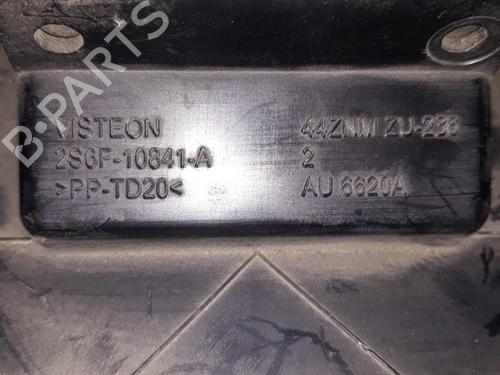 VISTEON
2S6F-10841-A
>PP-TD20<
44ZNM ZU-236
2
AU 6620A
B-PARTS